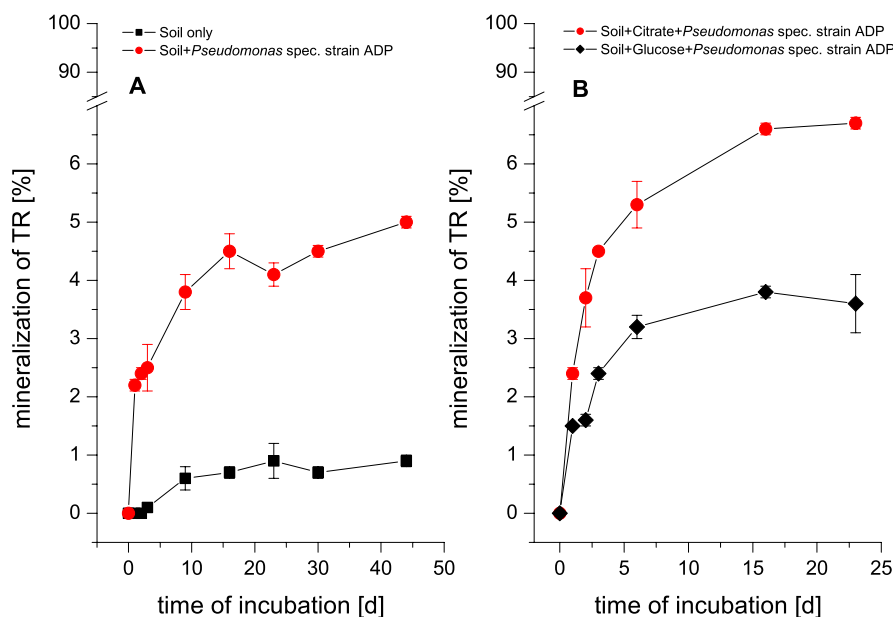 Soil only
Soil+Pseudomonas spec. strain ADP
A
100
90
6
5
4
3
2
1
0
mineralization of TR [%]
0 10 20 30 40 50
time of incubation [d]
Soil+Citrate+Pseudomonas spec. strain ADP
Soil+Glucose+Pseudomonas spec. strain ADP
B
100
90
6
5
4
3
2
1
0
mineralization of TR [%]
0 5 10 15 20 25
time of incubation [d]